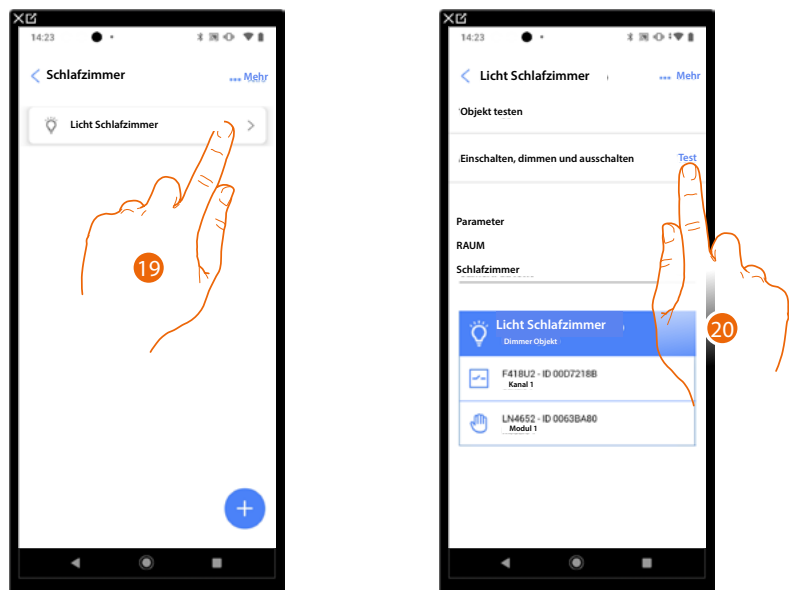 14:23
Schlafzimmer
Mehr
Licht Schlafzimmer
19
14:23
Licht Schlafzimmer
Mehr
Objekt testen
Einschalten, dimmen und ausschalten
Test
Parameter
RAUM
Schlafzimmer
20
Licht Schlafzimmer
Dimmer Objekt
F418U2 - ID 00D7218B
Kanal 1
LN4652 - ID 0063BA80
Modul 1